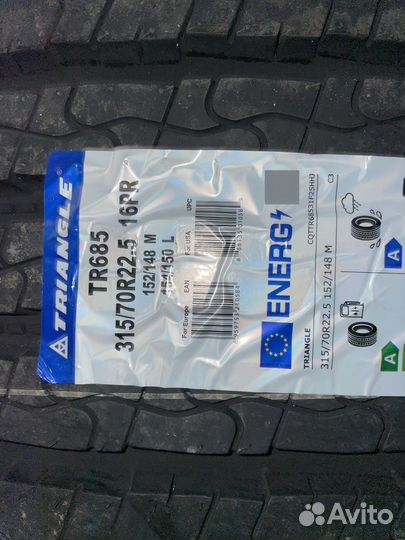 TRIANGLE
TR685
315/70R22.5 16PR
152/148 M
154/150 L
For Europe EAN
For USA UPC
ENERG
TRIANGLE
315/70R22.5 152/148 M
C3
A
A
Avito